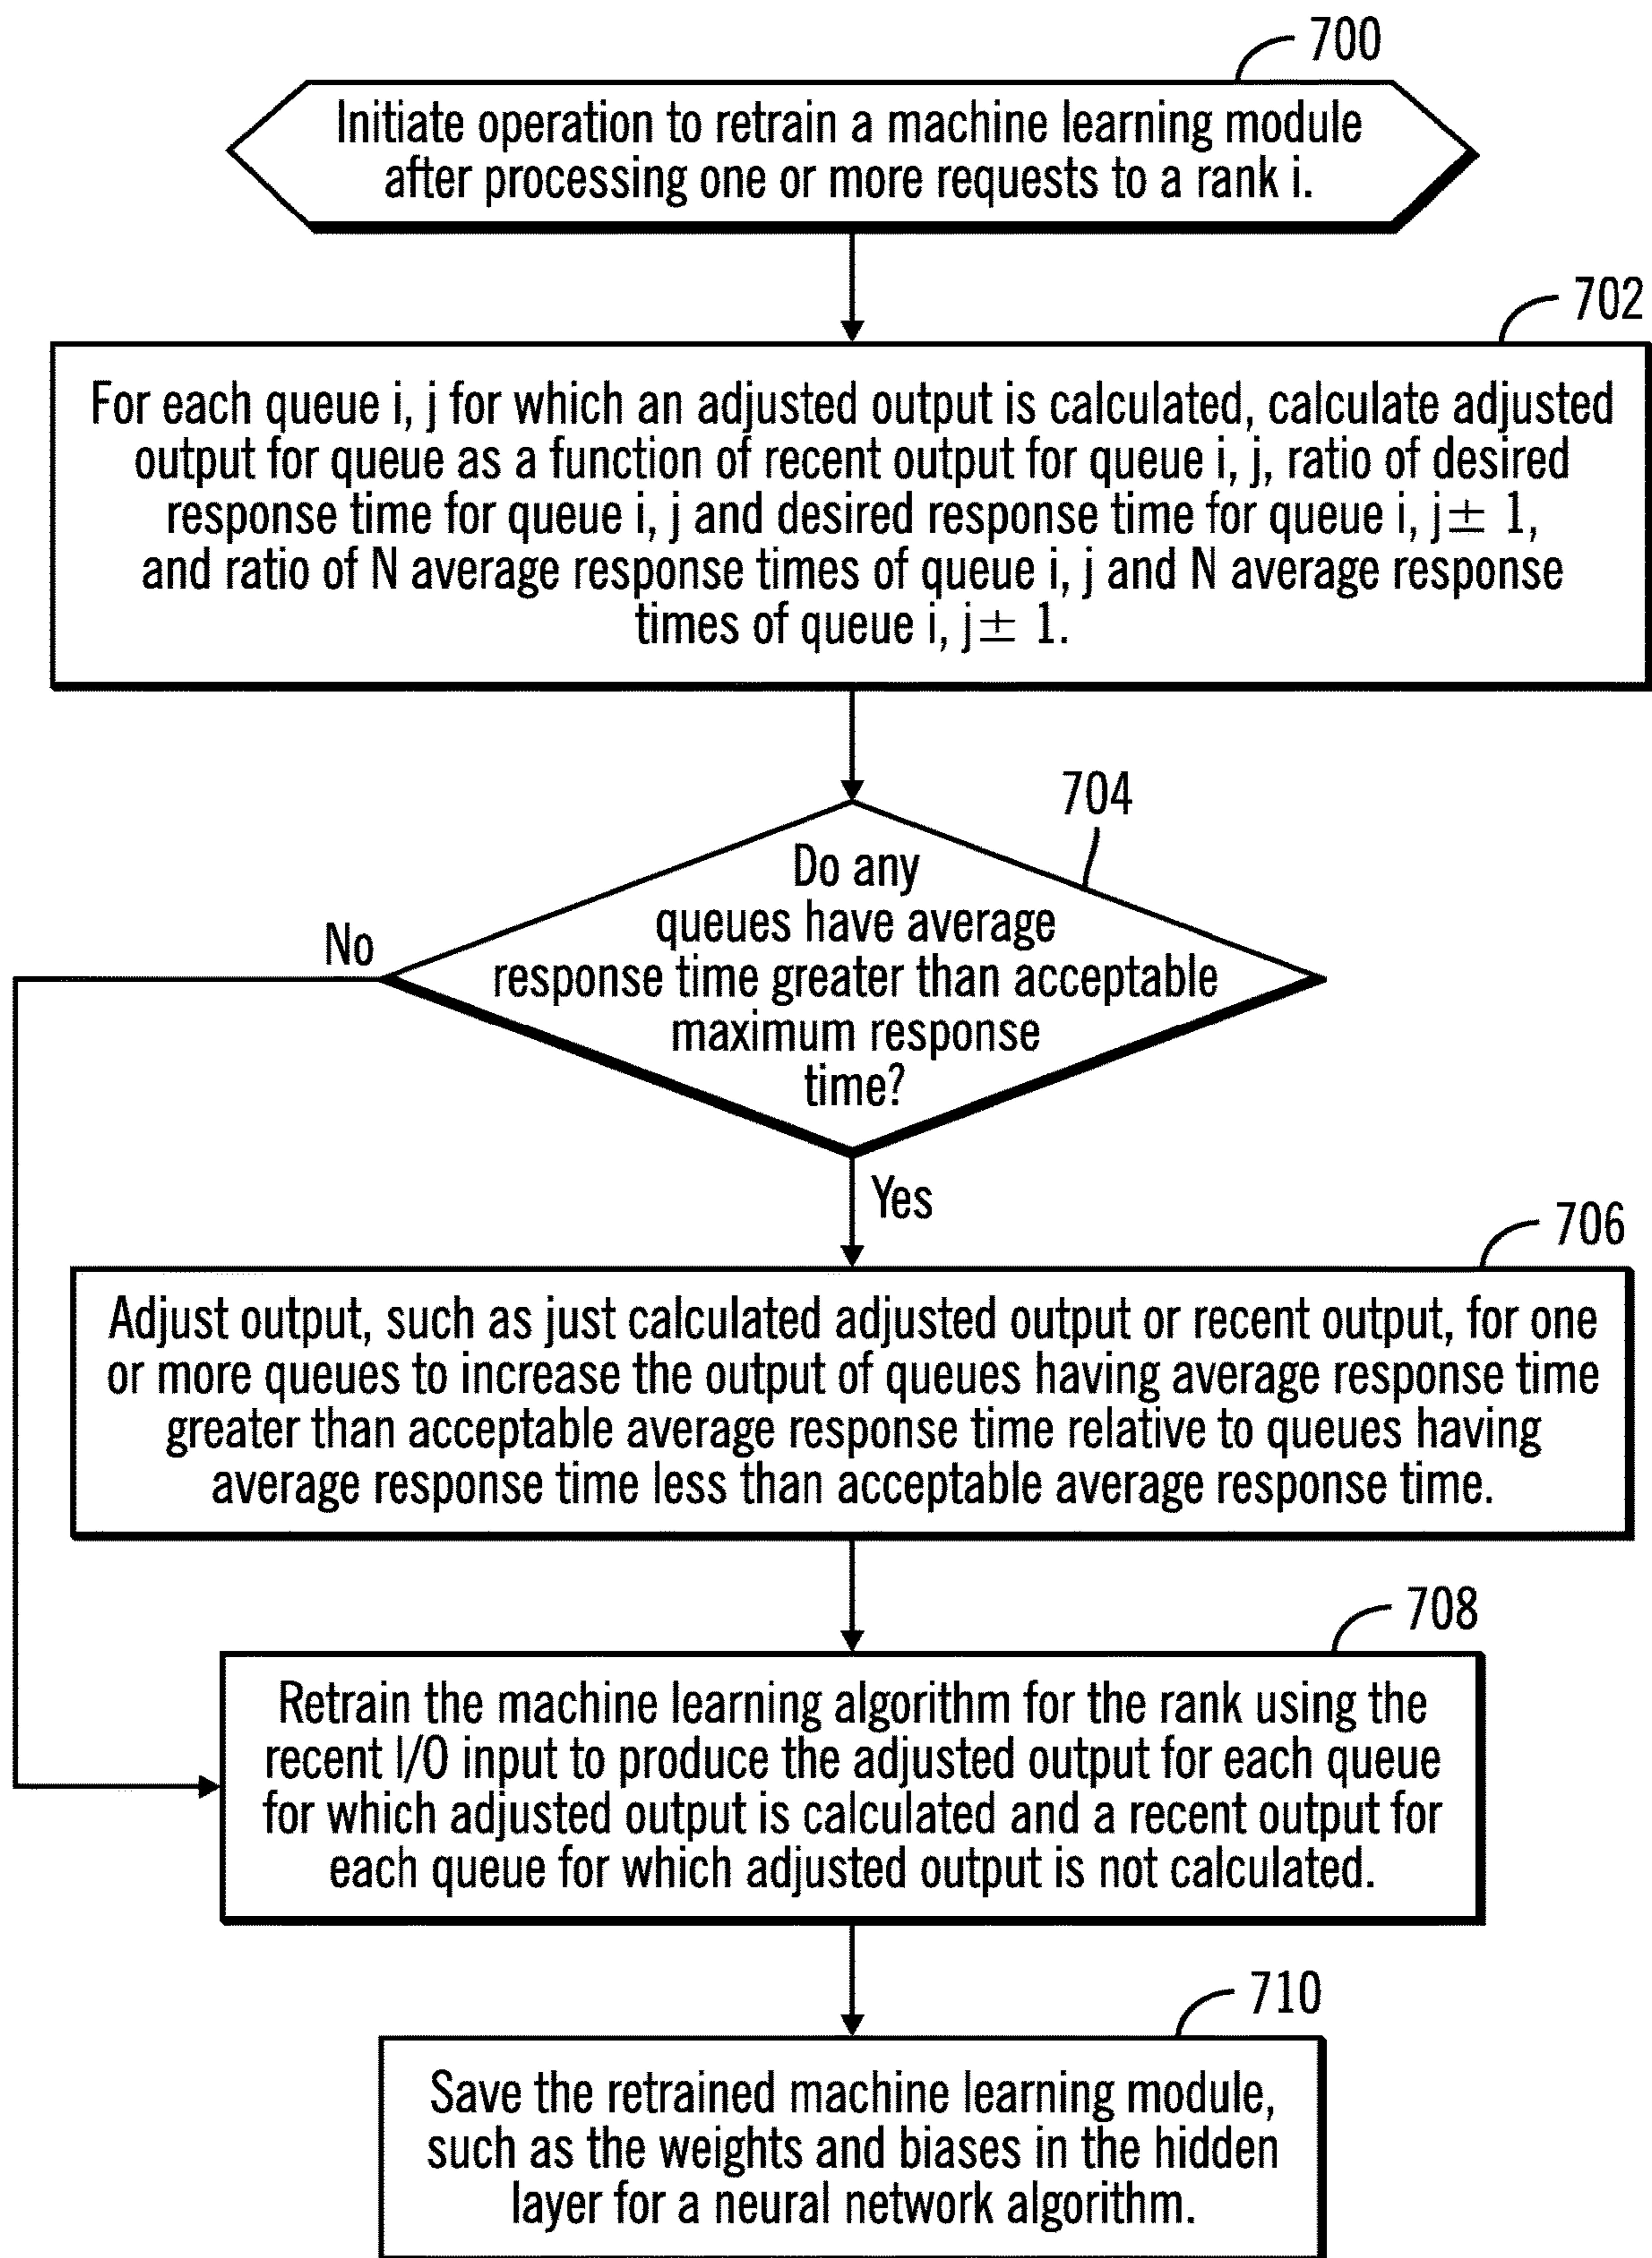 700
Initiate operation to retrain a machine learning module
after processing one or more requests to a rank i.
702
For each queue i, j for which an adjusted output is calculated, calculate adjusted
output for queue as a function of recent output for queue i, j, ratio of desired
response time for queue i, j and desired response time for queue i, j ± 1,
and ratio of N average response times of queue i, j and N average response
times of queue i, j ± 1.
704
Do any
queues have average
response time greater than acceptable
maximum response
time?
No
Yes
706
Adjust output, such as just calculated adjusted output or recent output, for one
or more queues to increase the output of queues having average response time
greater than acceptable average response time relative to queues having
average response time less than acceptable average response time.
708
Retrain the machine learning algorithm for the rank using the
recent I/O input to produce the adjusted output for each queue
for which adjusted output is calculated and a recent output for
each queue for which adjusted output is not calculated.
710
Save the retrained machine learning module,
such as the weights and biases in the hidden
layer for a neural network algorithm.